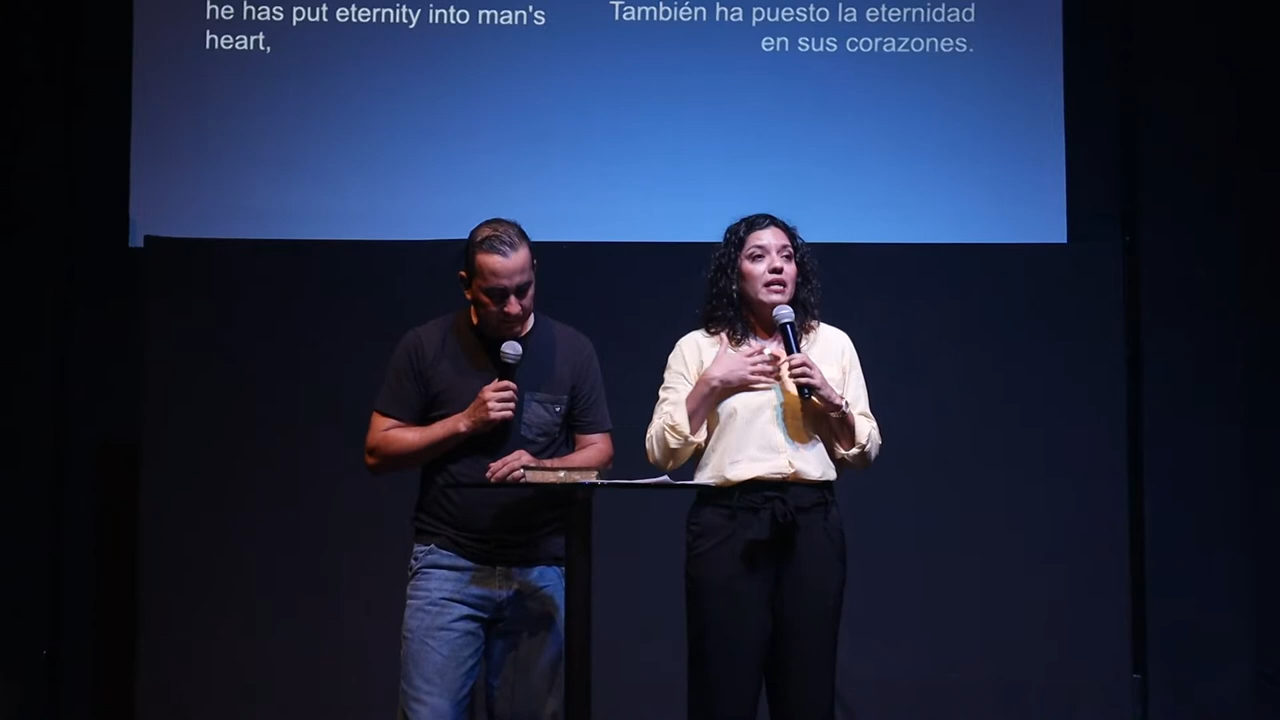 he has put eternity into man's
heart,
También ha puesto la eternidad
en sus corazones.